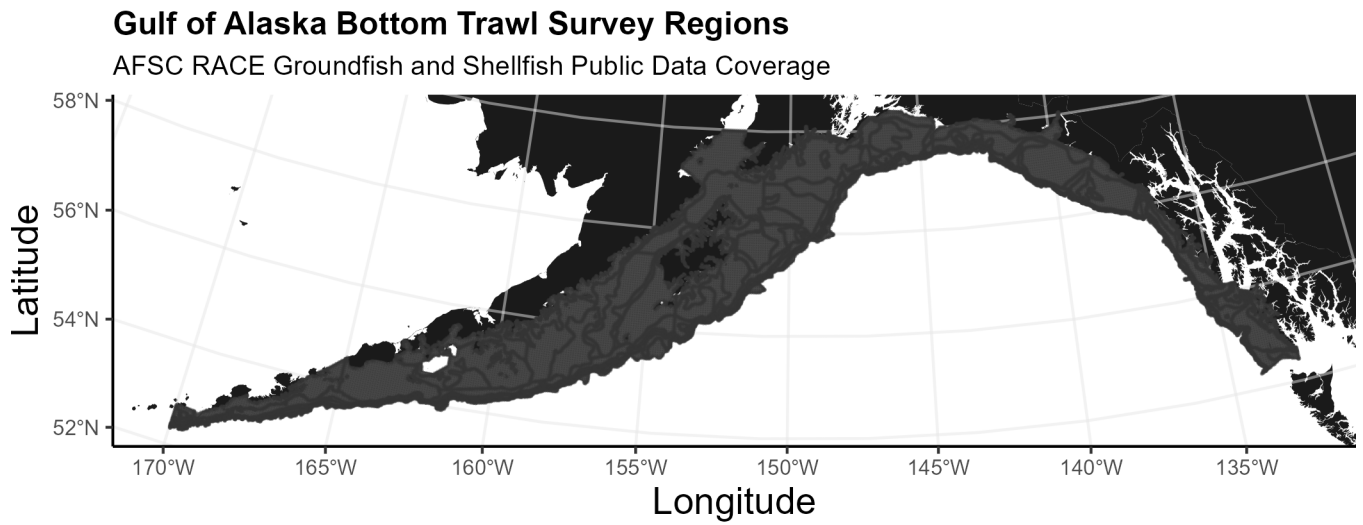 Gulf of Alaska Bottom Trawl Survey Regions
AFSC RACE Groundfish and Shellfish Public Data Coverage
58°N
56°N
54°N
52°N
Latitude
170°W 165°W 160°W 155°W 150°W 145°W 140°W 135°W
Longitude